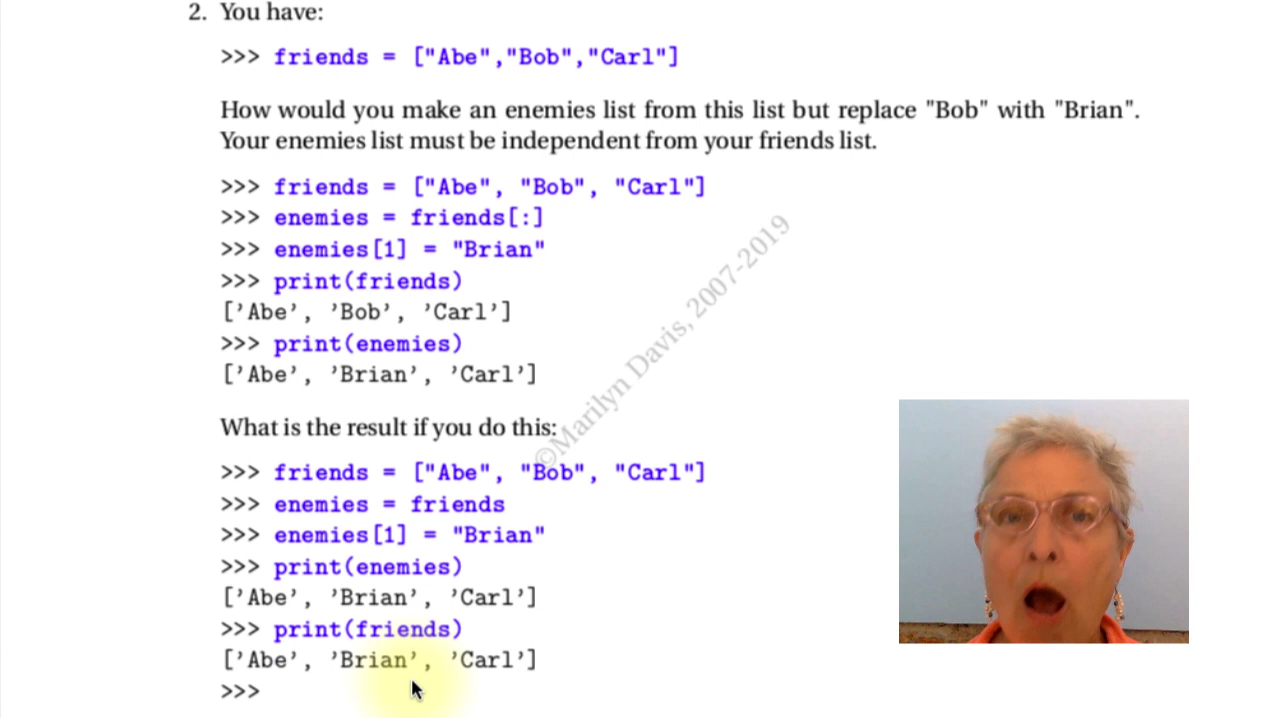 2. You have:
>>> friends = ["Abe","Bob","Carl"]
How would you make an enemies list from this list but replace "Bob" with "Brian".
Your enemies list must be independent from your friends list.
>>> friends = ["Abe", "Bob", "Carl"]
>>> enemies = friends[:]
>>> enemies[1] = "Brian"
>>> print(friends)
[’Abe’, ’Bob’, ’Carl’]
>>> print(enemies)
[’Abe’, ’Brian’, ’Carl’]
©Marilyn Davis, 2007-2019
What is the result if you do this:
>>> friends = ["Abe", "Bob", "Carl"]
>>> enemies = friends
>>> enemies[1] = "Brian"
>>> print(enemies)
[’Abe’, ’Brian’, ’Carl’]
>>> print(friends)
[’Abe’, ’Brian’, ’Carl’]
>>>